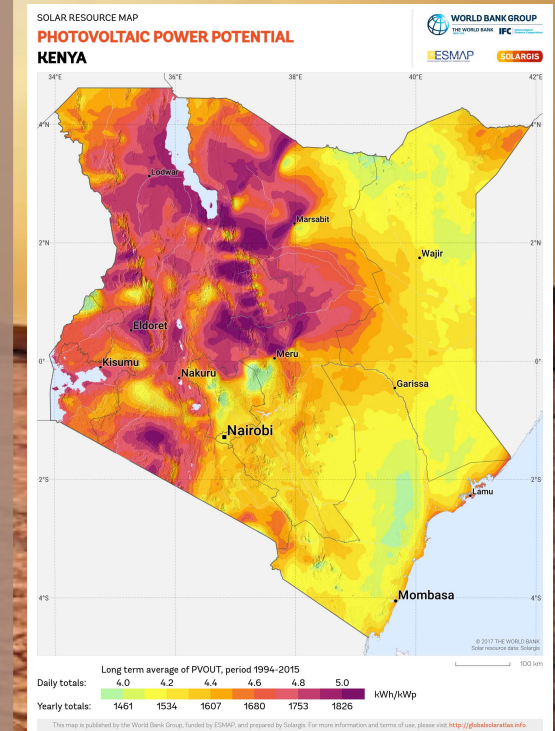 SOLAR RESOURCE MAP
PHOTOVOLTAIC POWER POTENTIAL
KENYA
WORLD BANK GROUP
THE WORLD BANK IFC
ESMAP
SOLARGIS
34°E 36°E 38°E 40°E 42°E
4°N 4°N
Lodwar
Marsabit
2°N 2°N
Wajir
Eldoret
Meru
0° 0°
Kisumu
Nakuru
Garissa
Nairobi
2°S 2°S
Lamu
4°S 4°S
Mombasa
© 2017 THE WORLD BANK
Solar resource data: Solargis
100 km
Long term average of PVOUT, period 1994-2015
Daily totals: 4.0 4.2 4.4 4.6 4.8 5.0
kWh/kWp
Yearly totals: 1461 1534 1607 1680 1753 1826
This map is published by the World Bank Group, funded by ESMAP, and prepared by Solargis. For more information and terms of use, please visit http://globalsolaratlas.info.